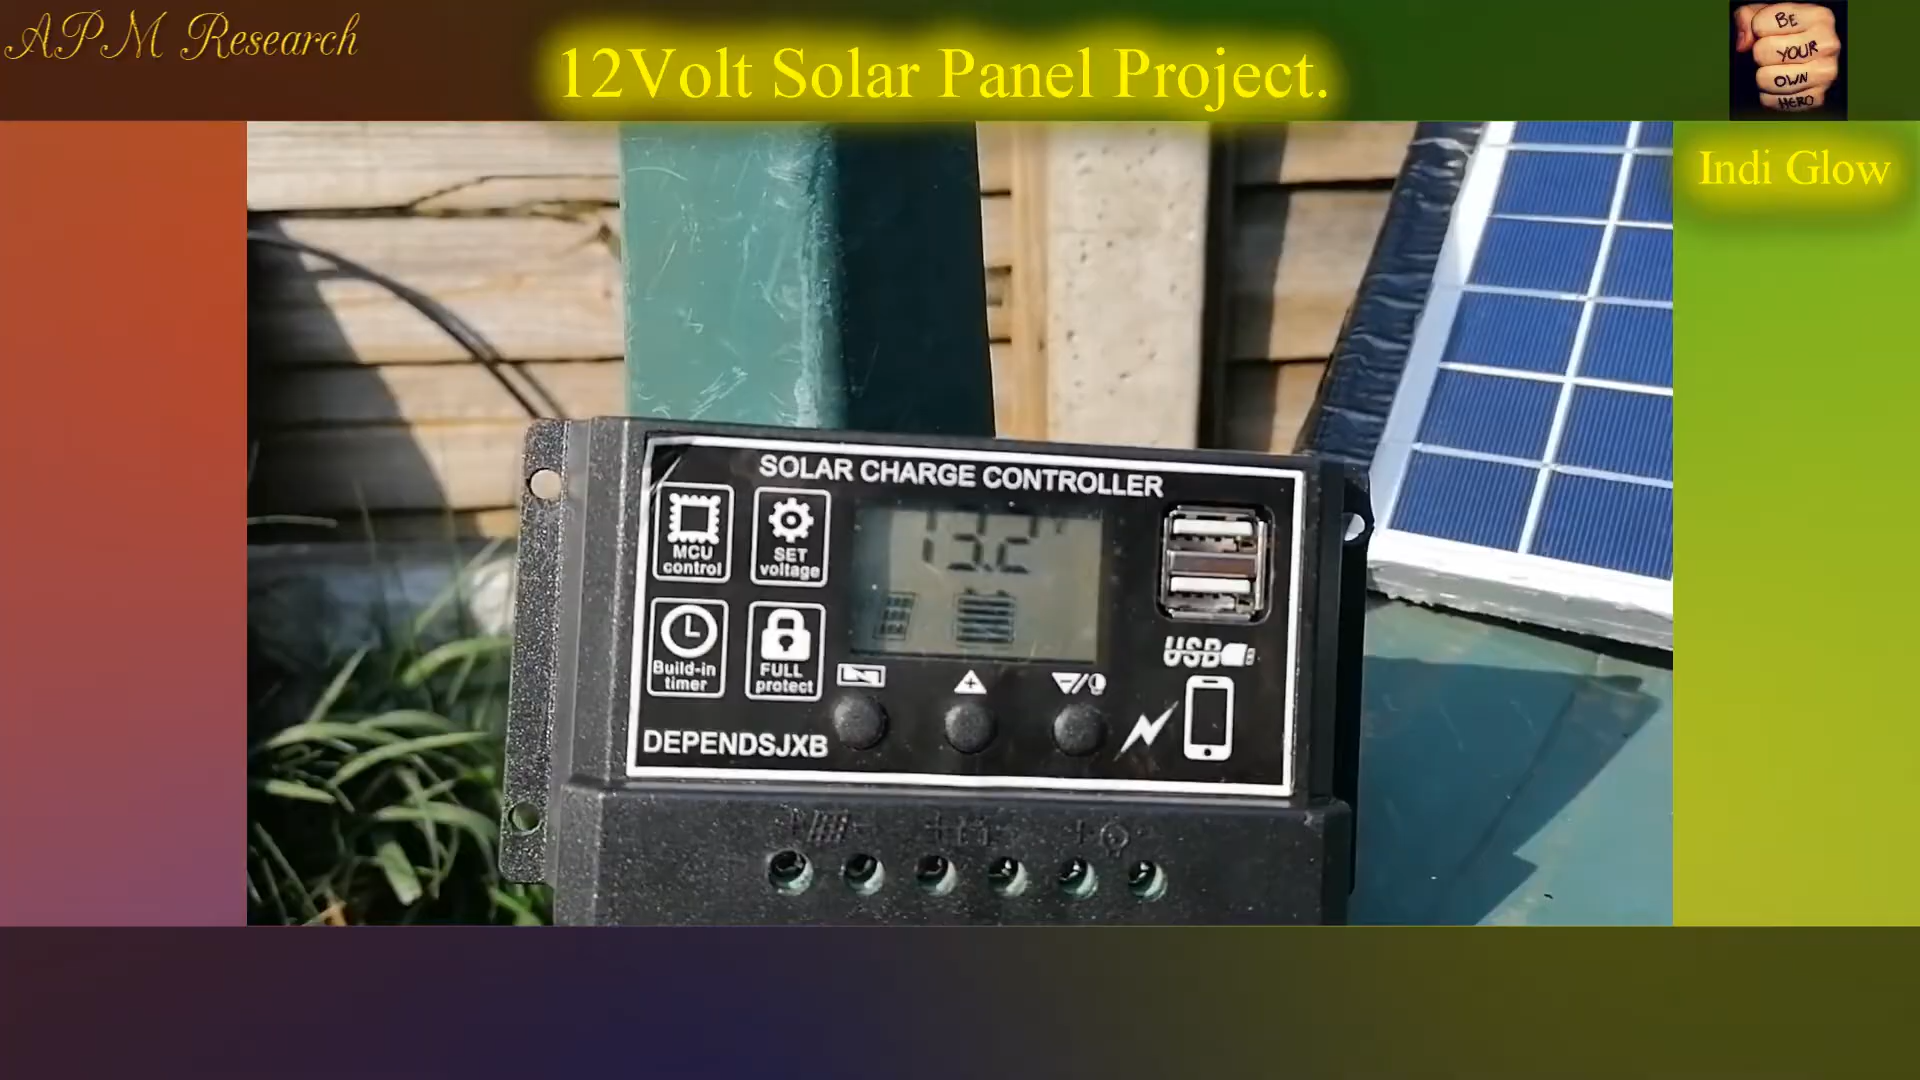 APM Research
12Volt Solar Panel Project.
BE
YOUR
OWN
HERO
Indi Glow
SOLAR CHARGE CONTROLLER
MCU
control
SET
voltage
13.2
Build-in
timer
FULL
protect
USB
DEPENDSJXB